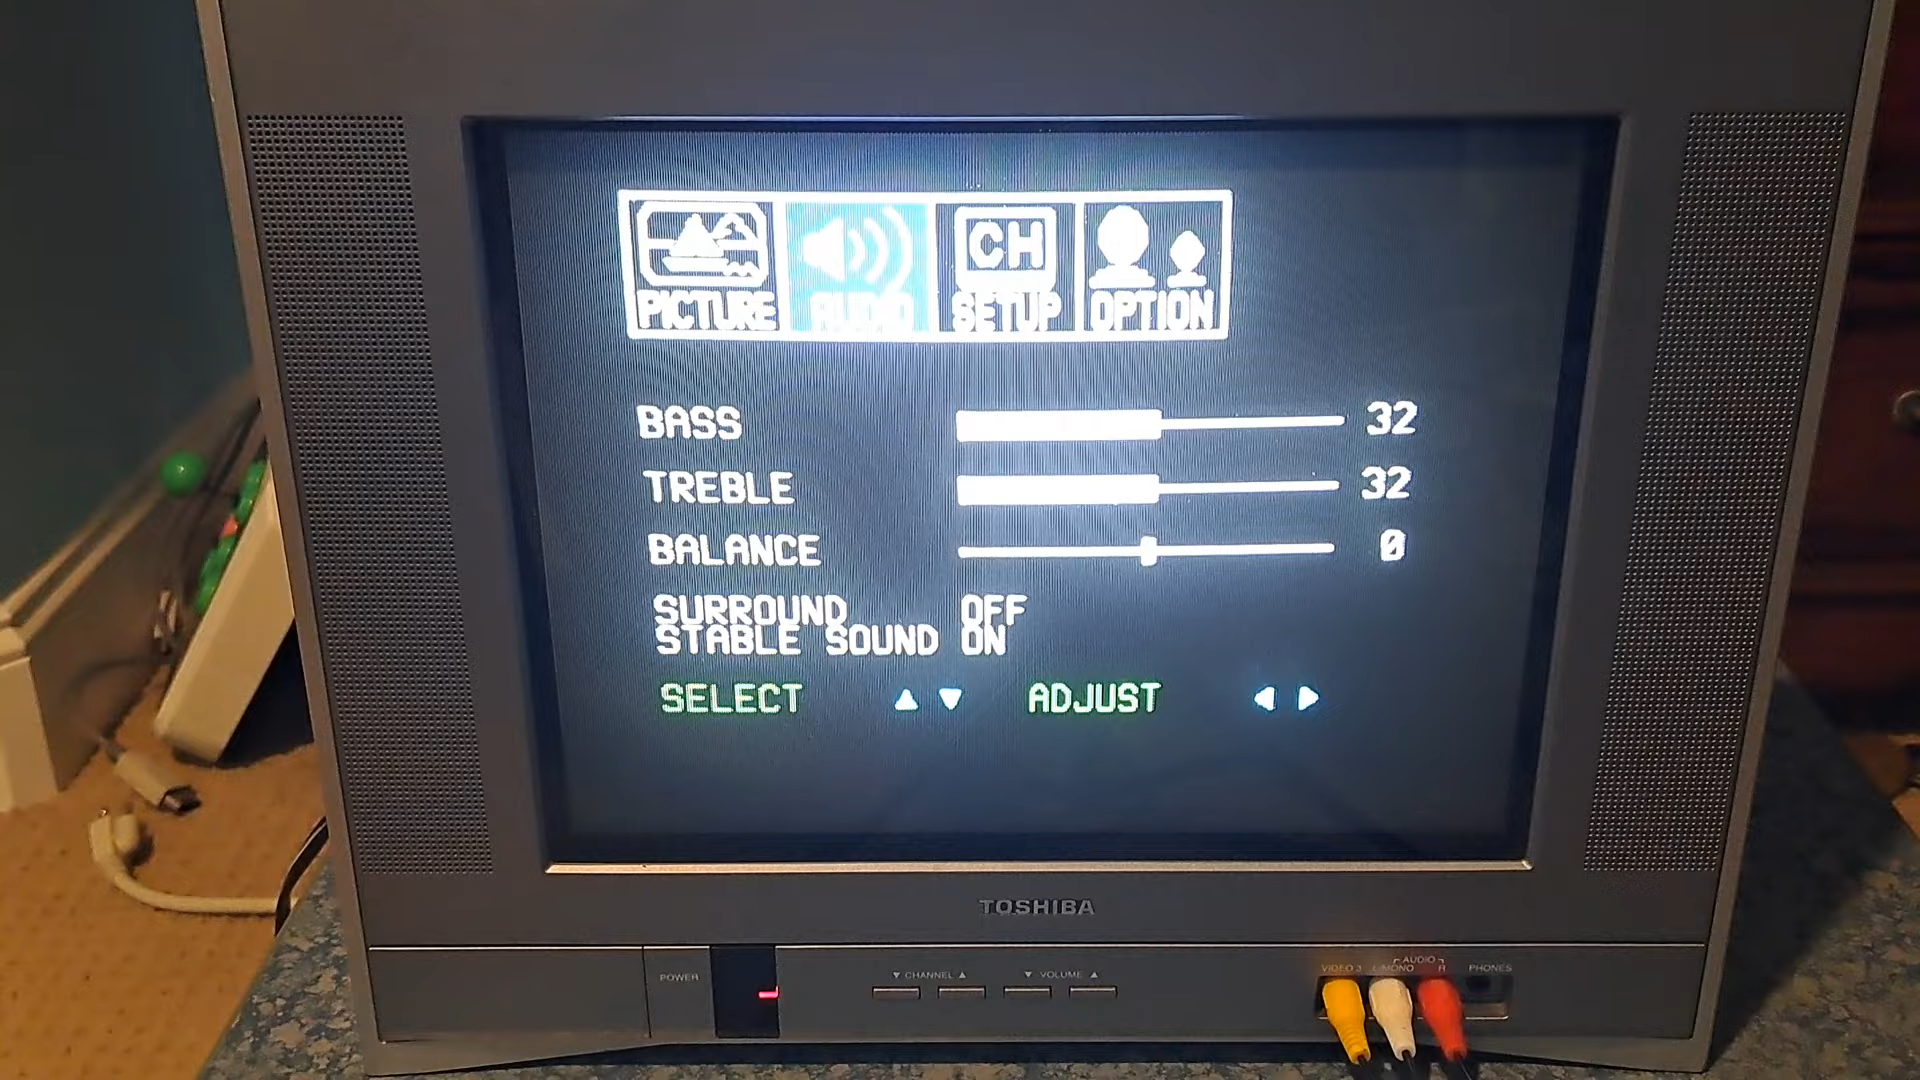 PICTURE AUDIO CH SETUP OPTION
BASS 32
TREBLE 32
BALANCE 0
SURROUND OFF
STABLE SOUND ON
SELECT ▲ ▼ ADJUST ◀ ▶
TOSHIBA
POWER
▼ CHANNEL ▲ ▼ VOLUME ▲
AUDIO
VIDEO 3 L/MONO R PHONES